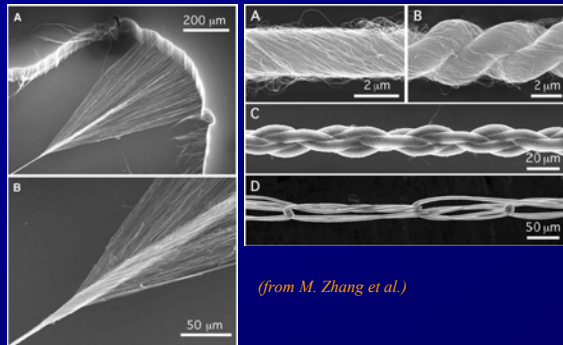 A
200 μm
B
50 μm
A
2 μm
B
2 μm
C
20 μm
D
50 μm
(from M. Zhang et al.)